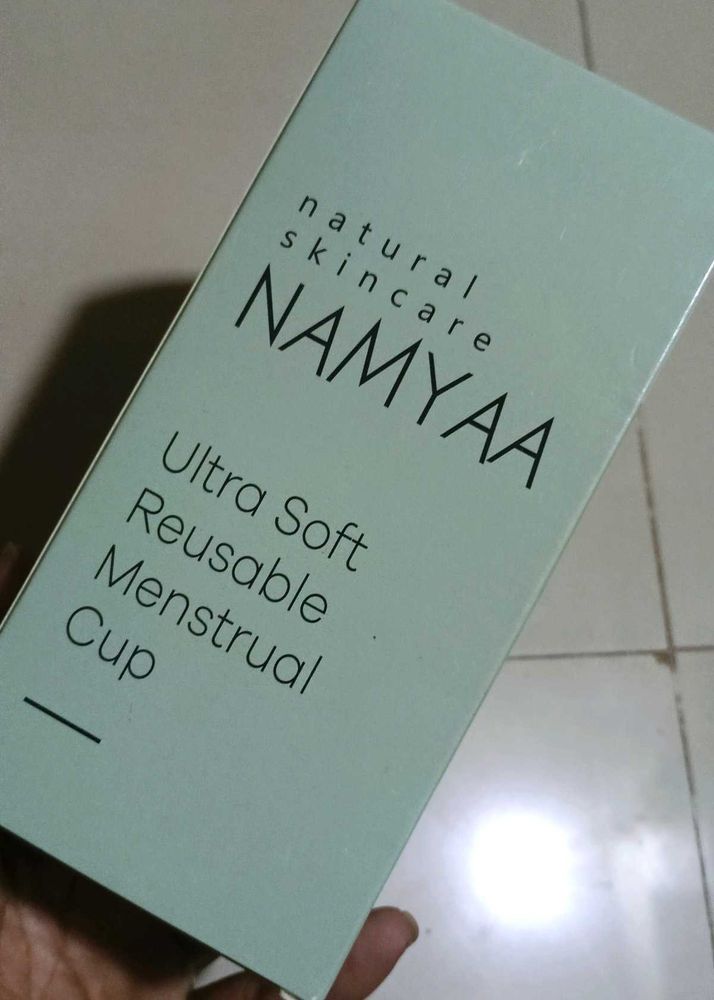 natural
skincare
NAMYAA
Ultra Soft
Reusable
Menstrual
Cup